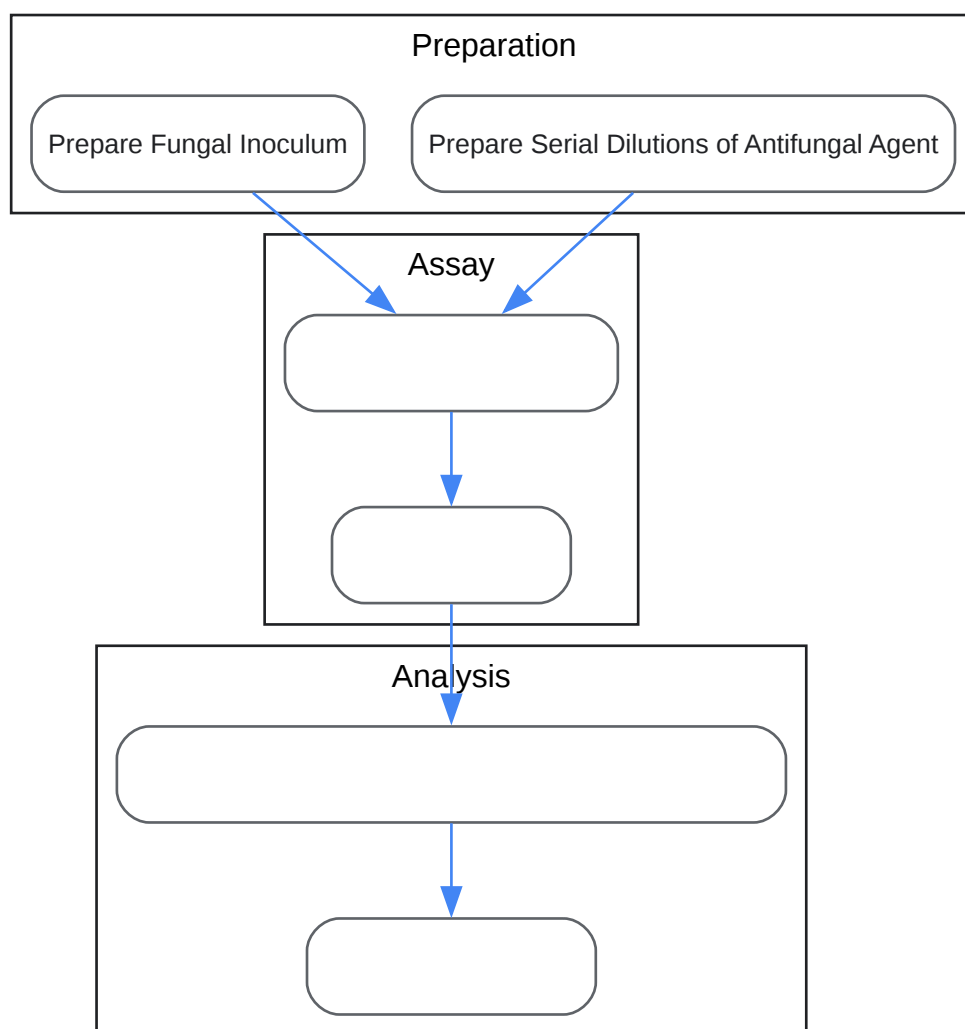 Preparation
Prepare Fungal Inoculum
Prepare Serial Dilutions of Antifungal Agent
Assay
Analysis